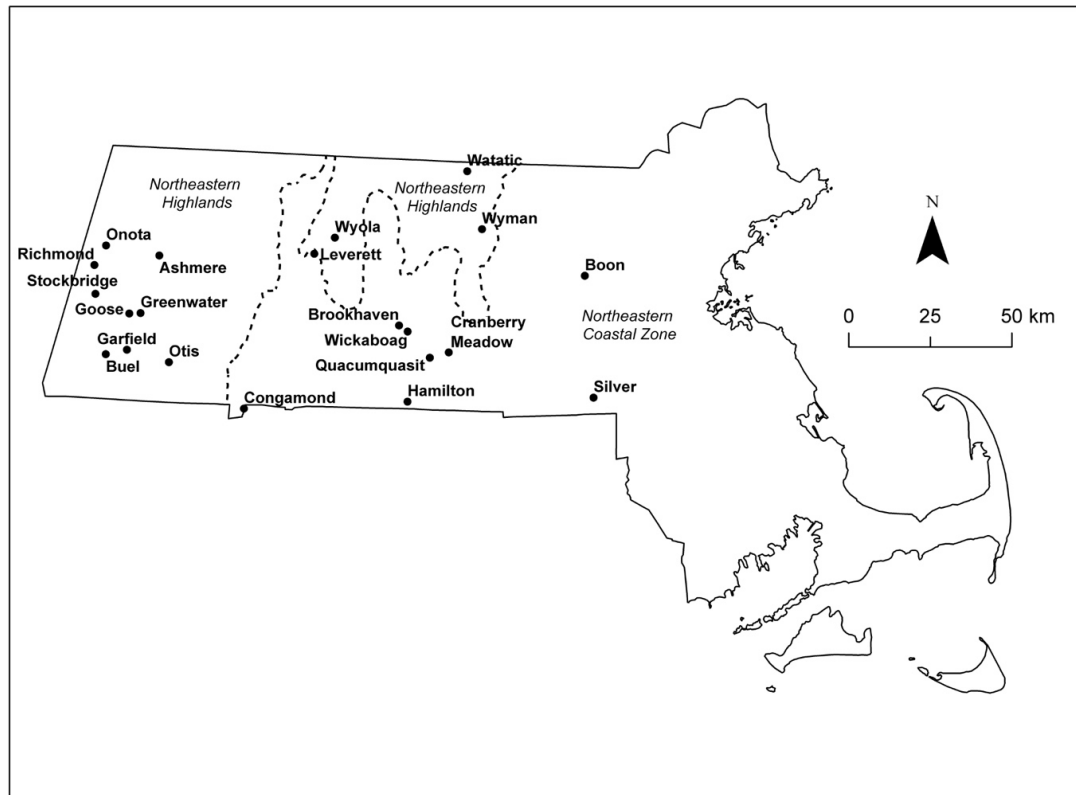 Watatic
Northeastern
Highlands
Northeastern
Highlands
Wyola
Wyman
Onota
Richmond
Ashmere
Leverett
Stockbridge
Boon
Goose
Greenwater
Brookhaven
Cranberry
Meadow
Northeastern
Coastal Zone
Garfield
Wickaboag
Otis
Buel
Quacumquasit
Congamond
Hamilton
Silver
N
0 25 50 km